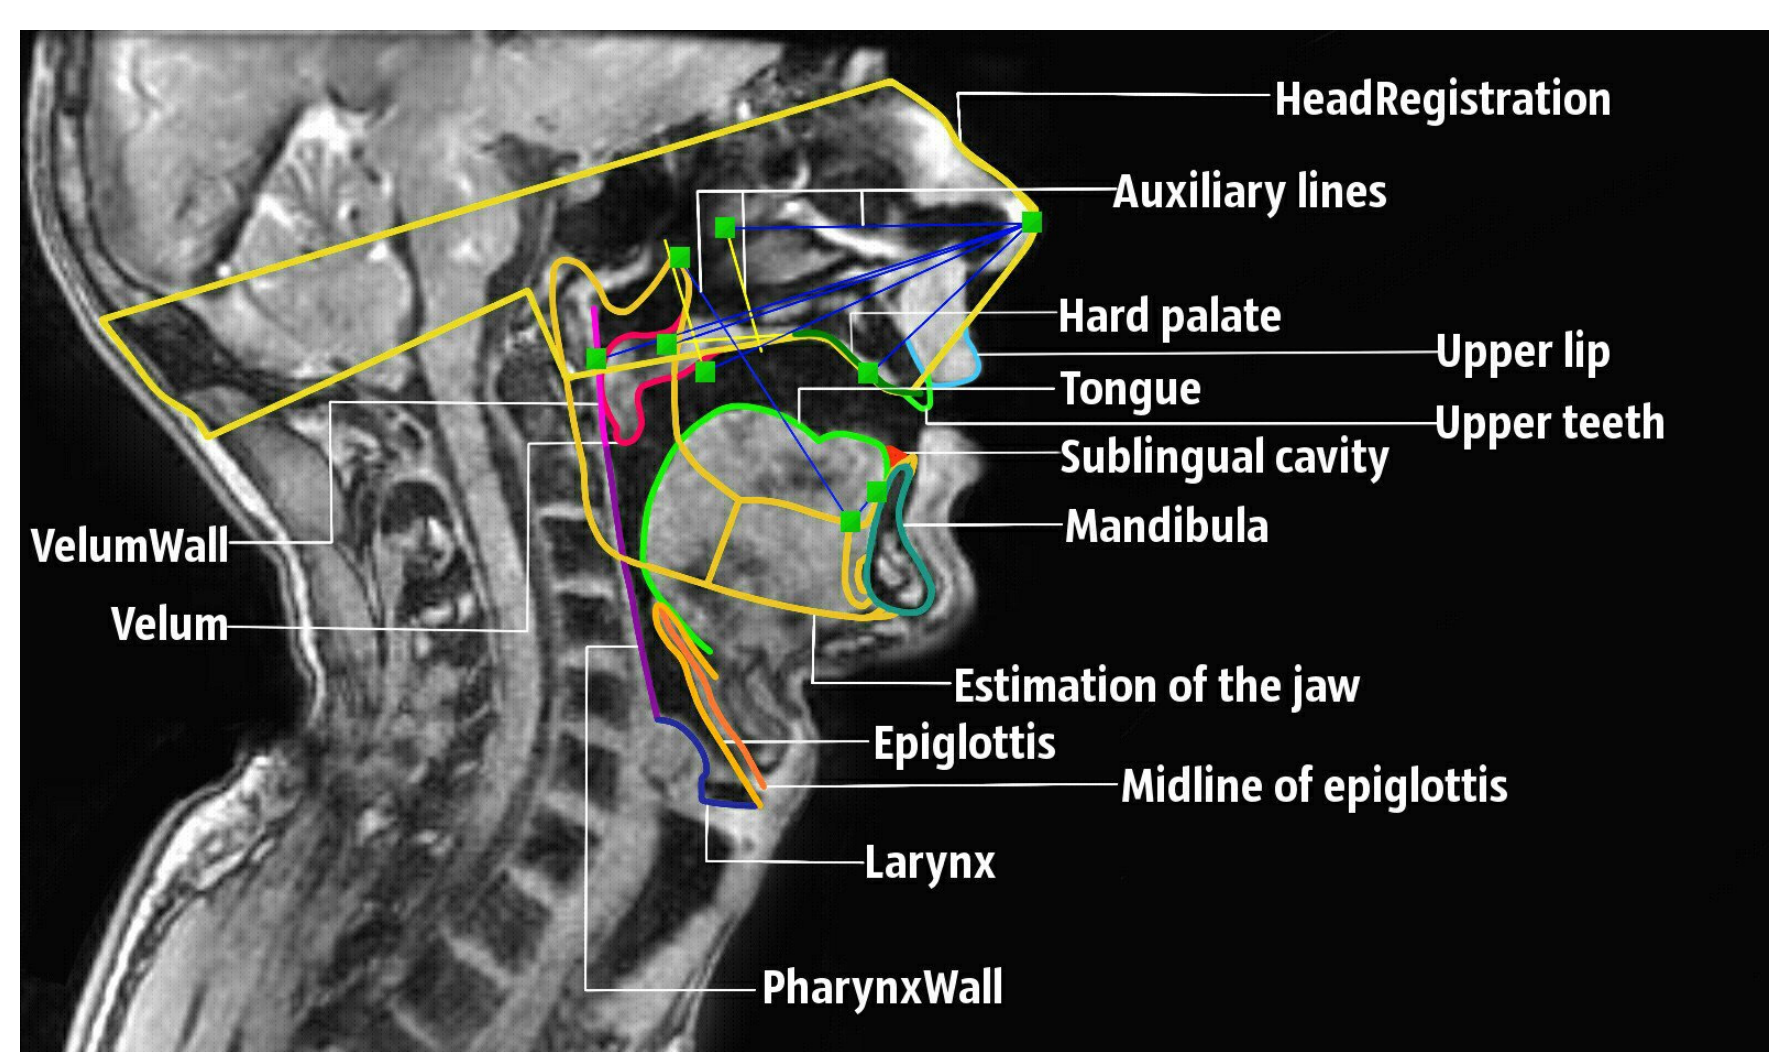 HeadRegistration
Auxiliary lines
Hard palate
Upper lip
Tongue
Upper teeth
Sublingual cavity
Mandibula
VelumWall
Velum
Estimation of the jaw
Epiglottis
Midline of epiglottis
Larynx
PharynxWall